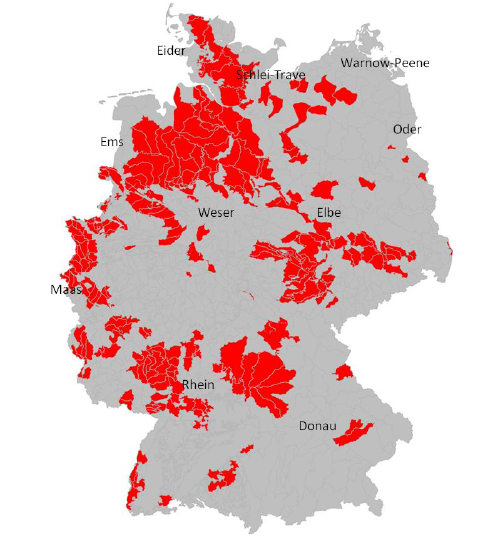 Eider
Schlei-Trave
Warnow-Peene
Ems
Oder
Weser
Elbe
Maas
Rhein
Donau